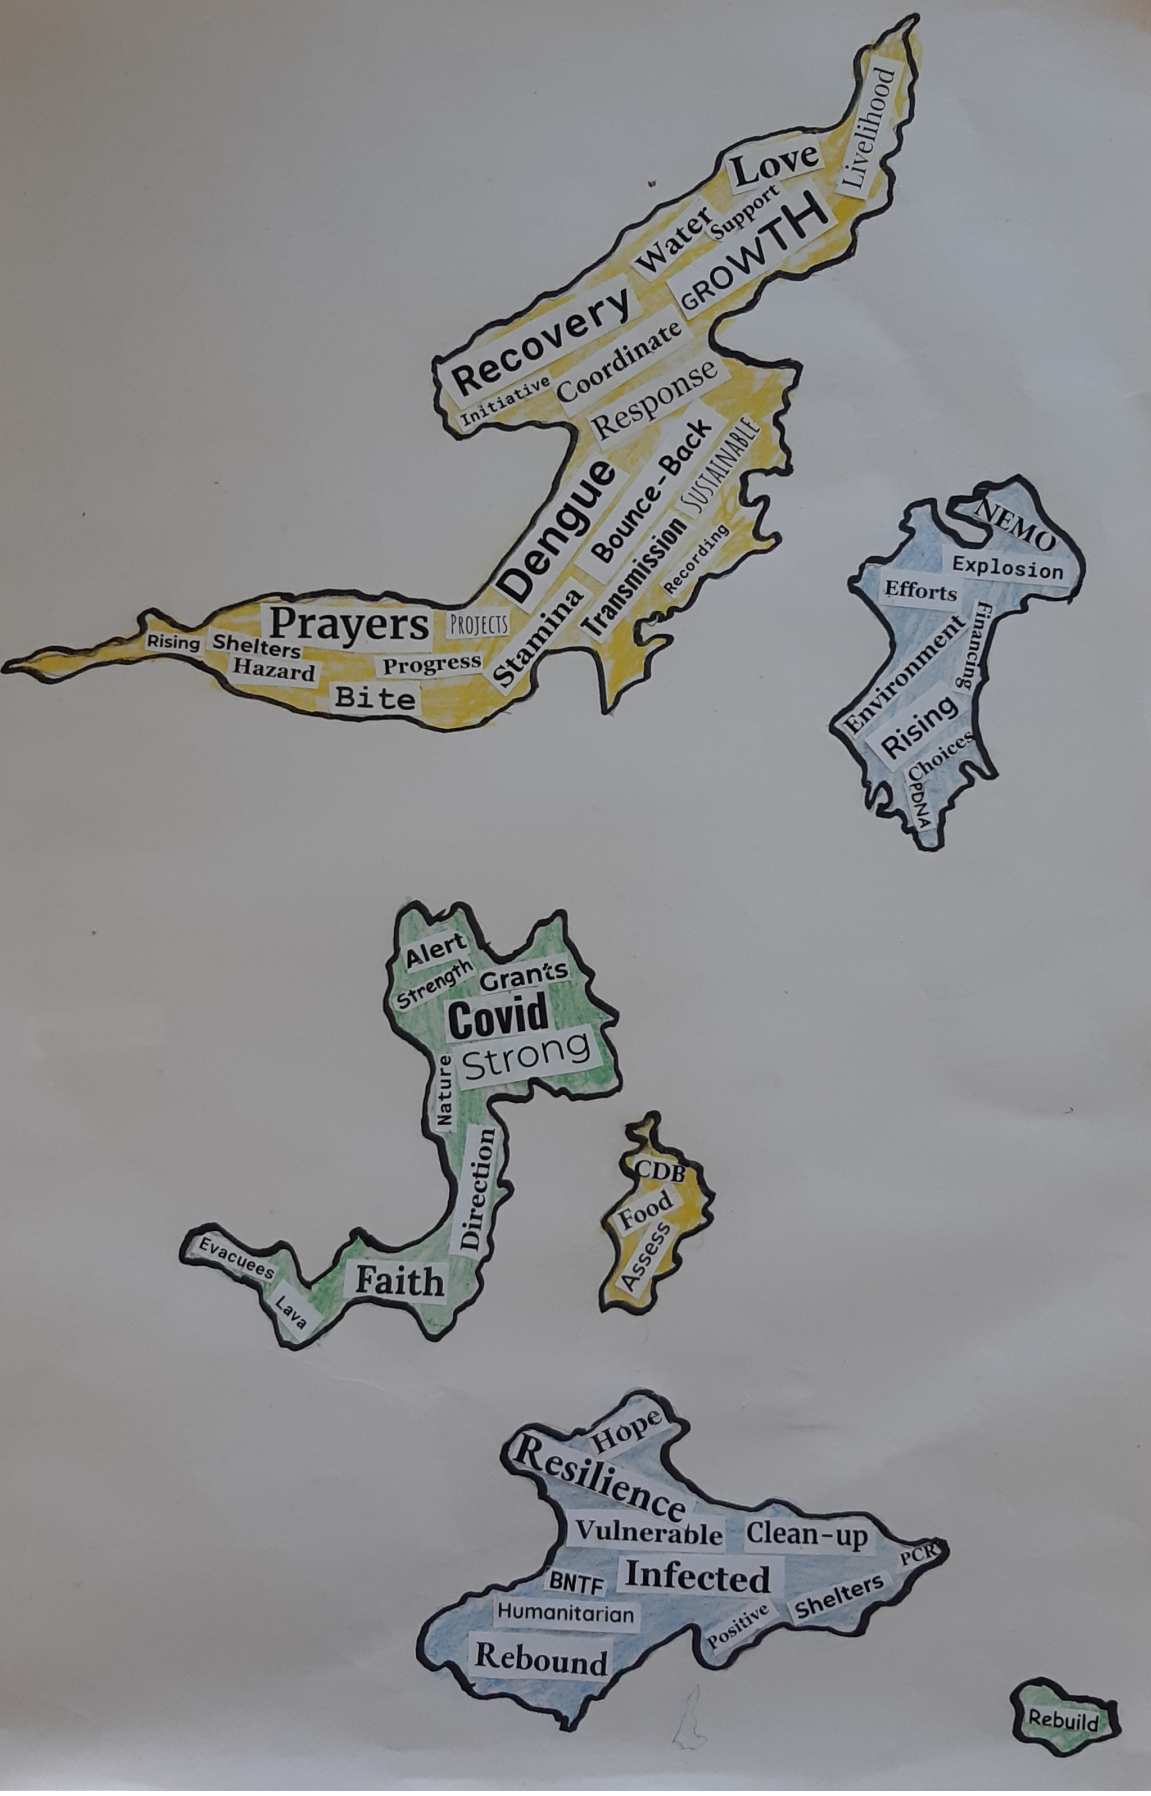 Livelihood
Love
Support
Water
GROWTH
Recovery
Coordinate
Initiative
Response
Bounce-Back
SUSTAINABLE
Dengue
Transmission
Recording
Stamina
Prayers
PROJECTS
Rising
Shelters
Hazard
Progress
Bite
NEMO
Explosion
Efforts
Financing
Environment
Rising
Choices
PDNA
Alert
Strength
Grants
Covid
Strong
Nature
Direction
Evacuees
Lava
Faith
CDB
Food
Assess
Hope
Resilience
Vulnerable
Clean-up
PCR
Infected
BNTF
Shelters
Humanitarian
Positive
Rebound
Rebuild